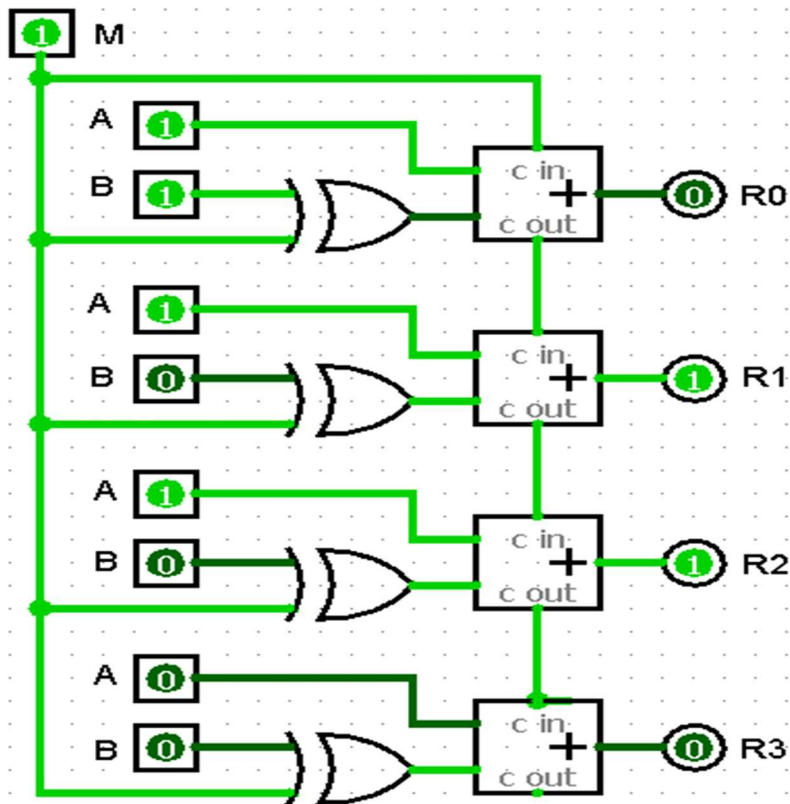 1 M
A 1
B 1
c in
+
c out
0 R0
A 1
B 0
c in
+
c out
1 R1
A 1
B 0
c in
+
c out
1 R2
A 0
B 0
c in
+
c out
0 R3